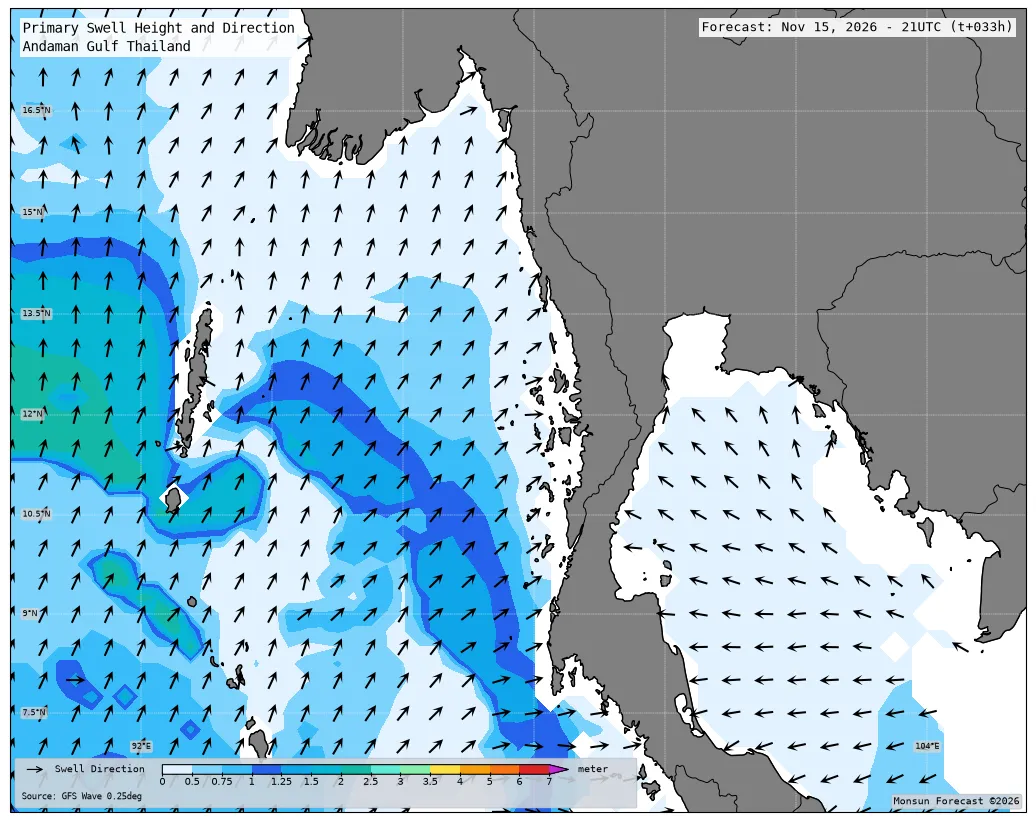 Primary Swell Height and Direction
Andaman Gulf Thailand
Forecast: Nov 15, 2026 - 21UTC (t+033h)
16.5°N
15°N
13.5°N
12°N
10.5°N
9°N
7.5°N
92°E
104°E
Swell Direction
meter
0 0.5 0.75 1 1.25 1.5 2 2.5 3 3.5 4 5 6 7
Source: GFS Wave 0.25deg
Monsun Forecast ©2026